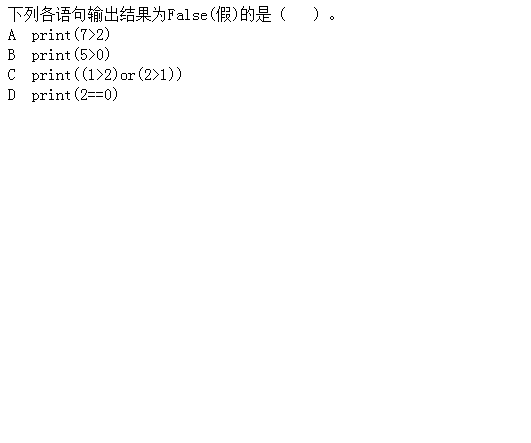 下列各语句输出结果为False(假)的是（   ）。
A  print(7>2)
B  print(5>0)
C  print((1>2)or(2>1))
D  print(2==0)